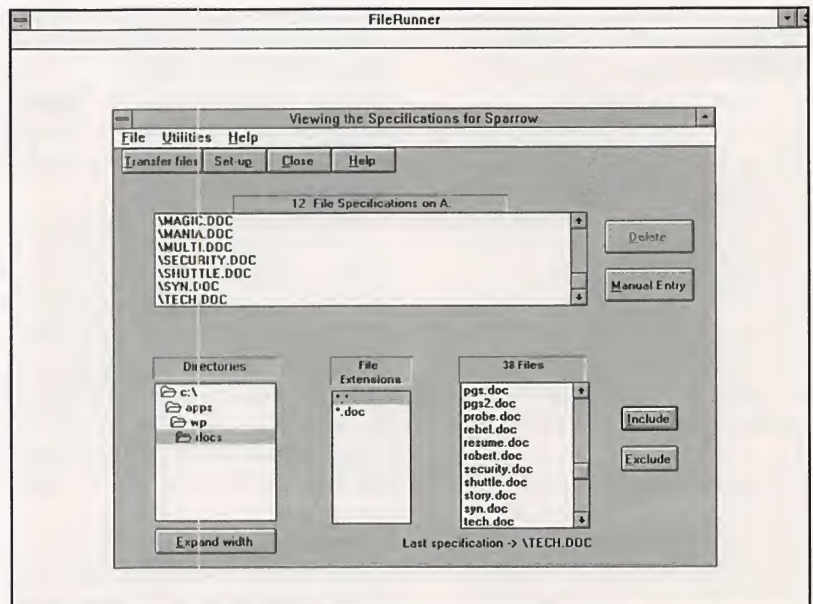 FileRunner
Viewing the Specifications for Sparrow
File Utilities Help
Transfer files Set-up Close Help
12 File Specifications on A:
\MAGIC.DOC
\MANIA.DOC
\MULTI.DOC
\SECURITY.DOC
\SHUTTLE.DOC
\SYN.DOC
\TECH.DOC
Delete
Manual Entry
Directories
c:\
apps
wp
docs
Expand width
File
Extensions
*.*
*.doc
38 Files
pgs.doc
pgs2.doc
probe.doc
rebel.doc
resume.doc
robert.doc
security.doc
shuttle.doc
story.doc
syn.doc
tech.doc
Include
Exclude
Last specification -> \TECH.DOC